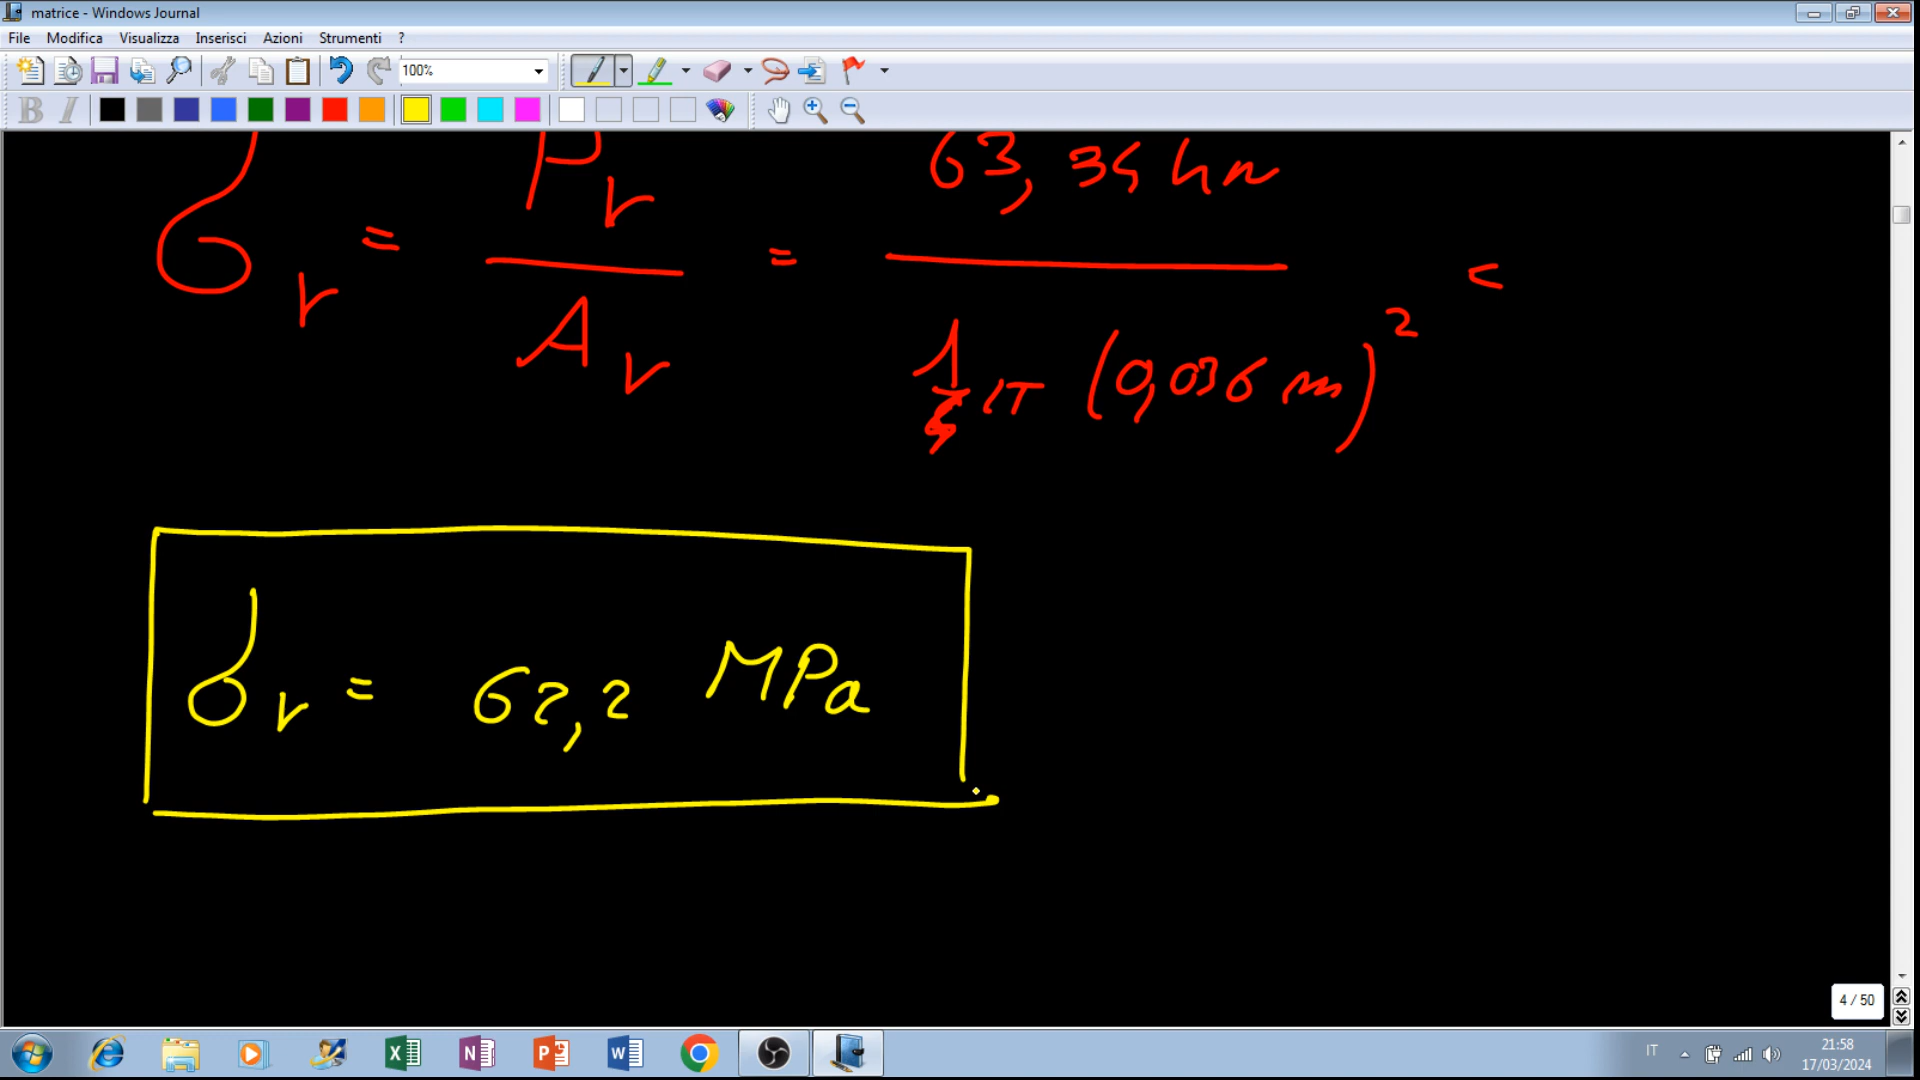 matrice - Windows Journal
File Modifica Visualizza Inserisci Azioni Strumenti ?
100%
B I
σr = Pr / Ar = 63,34 kN / 1/4 π (0,036 m)² =
σr = 62,2 MPa
4 / 50
IT
21:58
17/03/2024